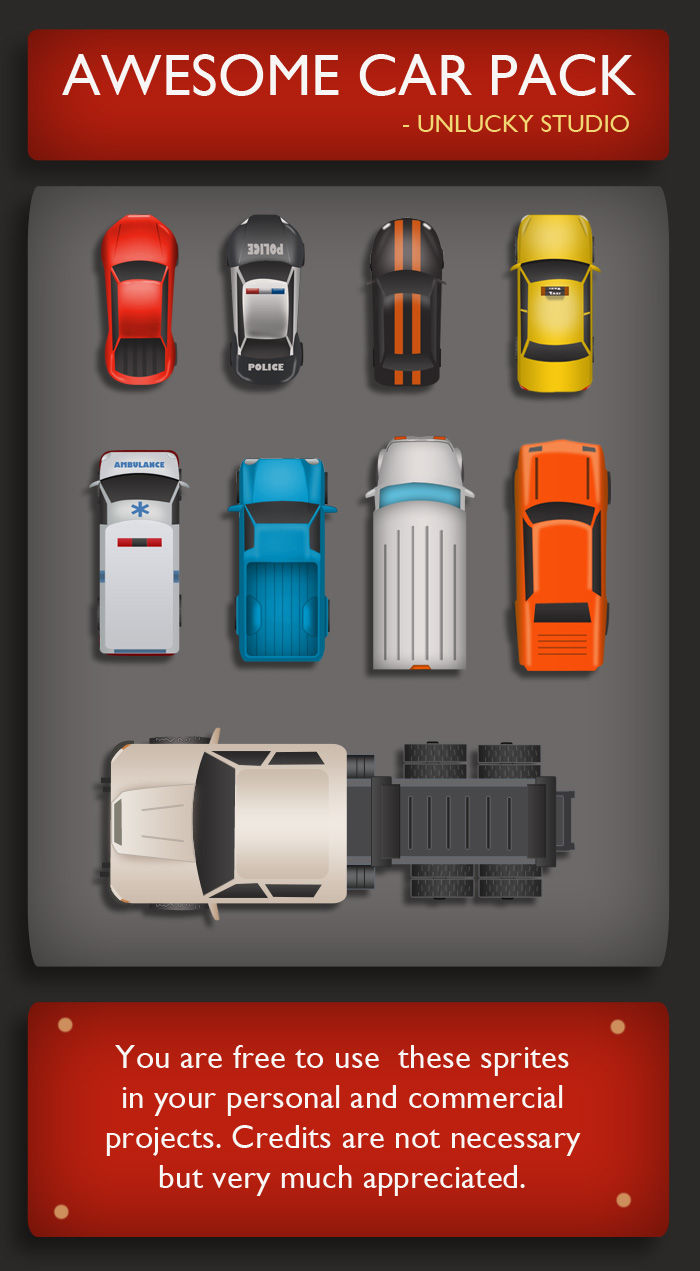 AWESOME CAR PACK
- UNLUCKY STUDIO
POLICE
POLICE
TAXI
AMBULANCE
You are free to use  these sprites
in your personal and commercial
projects. Credits are not necessary
but very much appreciated.